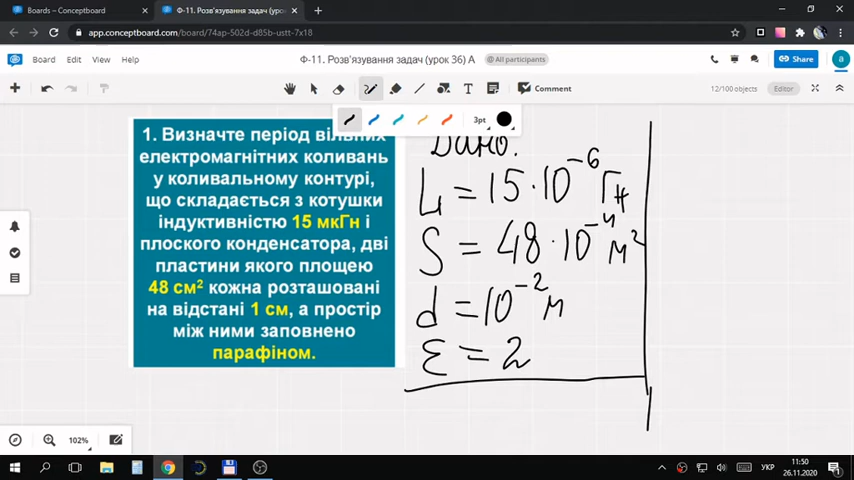 Boards – Conceptboard
Ф-11. Розв'язування задач (уро
app.conceptboard.com/board/74ap-502d-d85b-ustt-7x18
Board Edit View Help
Ф-11. Розв'язування задач (урок 36) А
All participants
Share
a
Comment
12/100 objects
Editor
3pt
1. Визначте період вільних
електромагнітних коливань
у коливальному контурі,
що складається з котушки
індуктивністю 15 мкГн і
плоского конденсатора, дві
пластини якого площею
48 см² кожна розташовані
на відстані 1 см, а простір
між ними заповнено
парафіном.
Дано:
L = 15·10⁻⁶ Гн
S = 48·10⁻⁴ м²
d = 10⁻² м
ε = 2
102%
УКР
11:50
26.11.2020